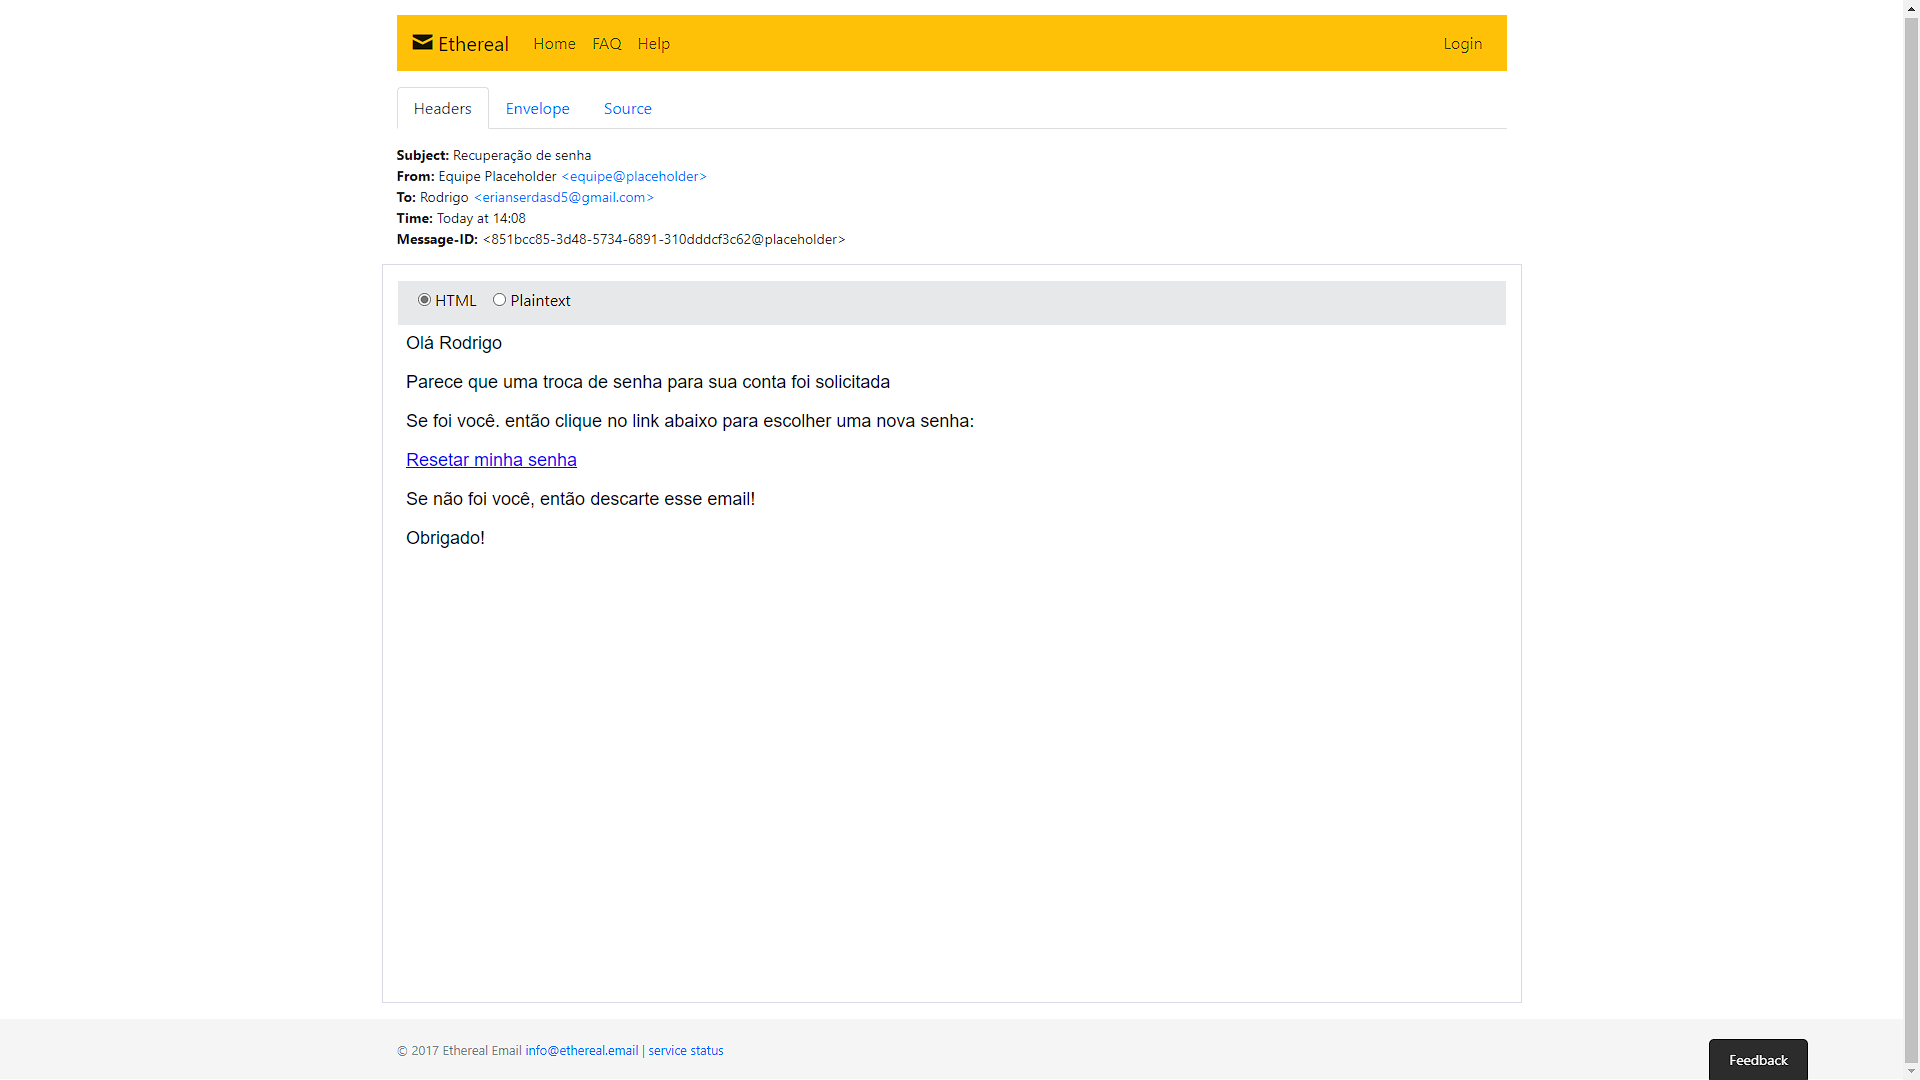 Ethereal Home FAQ Help Login
Headers Envelope Source
Subject: Recuperação de senha
From: Equipe Placeholder <equipe@placeholder>
To: Rodrigo <erianserdasd5@gmail.com>
Time: Today at 14:08
Message-ID: <851bcc85-3d48-5734-6891-310dddcf3c62@placeholder>
HTML Plaintext
Olá Rodrigo
Parece que uma troca de senha para sua conta foi solicitada
Se foi você. então clique no link abaixo para escolher uma nova senha:
Resetar minha senha
Se não foi você, então descarte esse email!
Obrigado!
© 2017 Ethereal Email info@ethereal.email | service status
Feedback